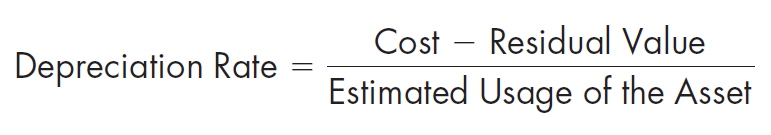 Depreciation Rate = Cost – Residual Value
Estimated Usage of the Asset